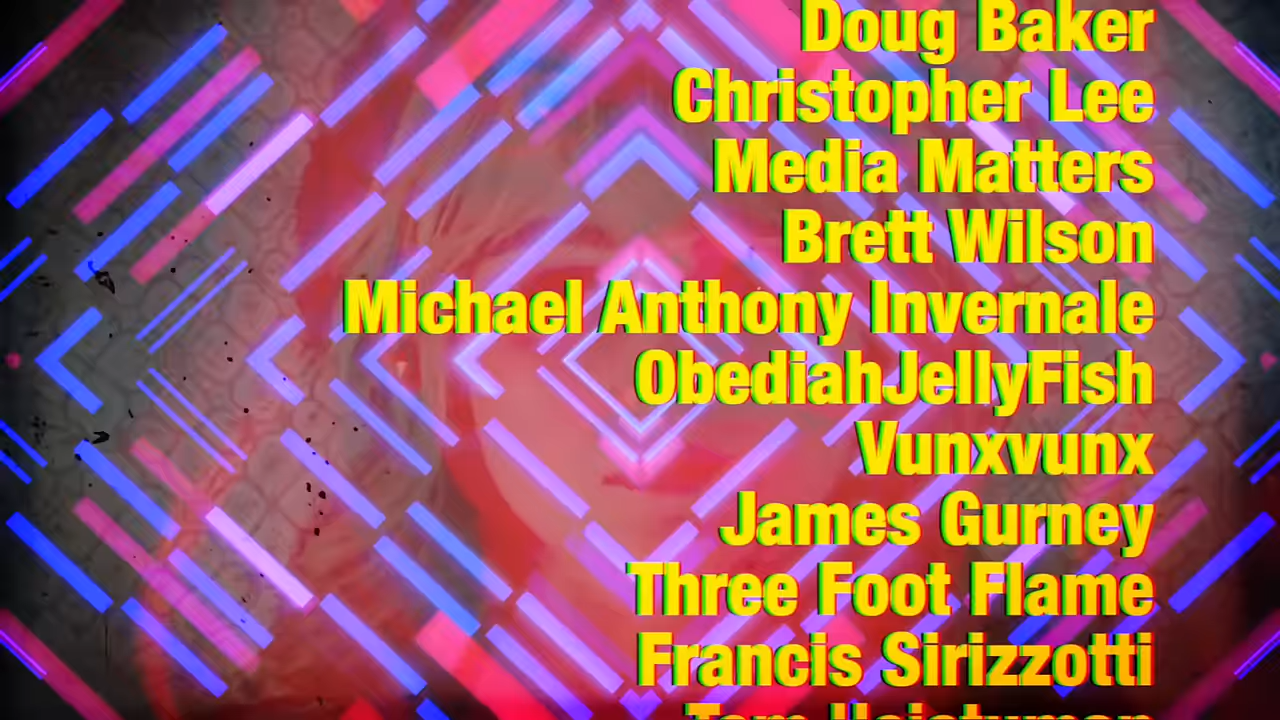 Doug Baker
Christopher Lee
Media Matters
Brett Wilson
Michael Anthony Invernale
ObediahJellyFish
Vunxvunx
James Gurney
Three Foot Flame
Francis Sirizzotti
Tom